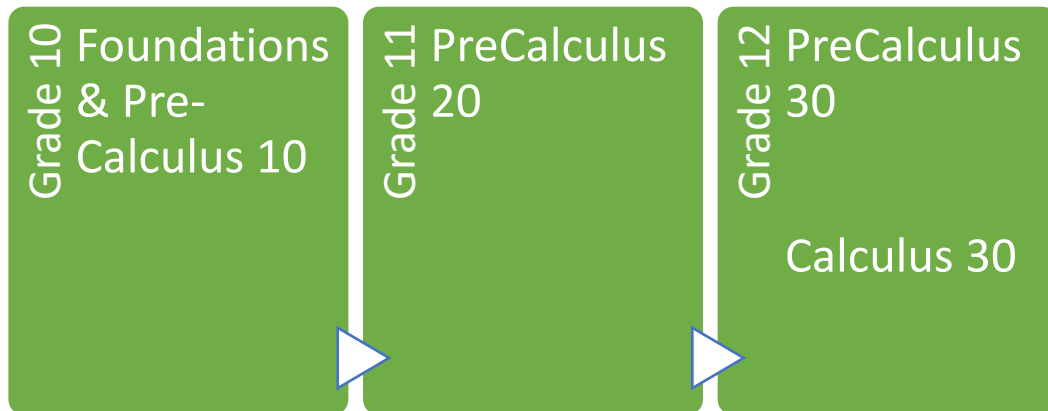 Grade 10
Foundations
& Pre-
Calculus 10
Grade 11
PreCalculus
20
Grade 12
PreCalculus
30
Calculus 30